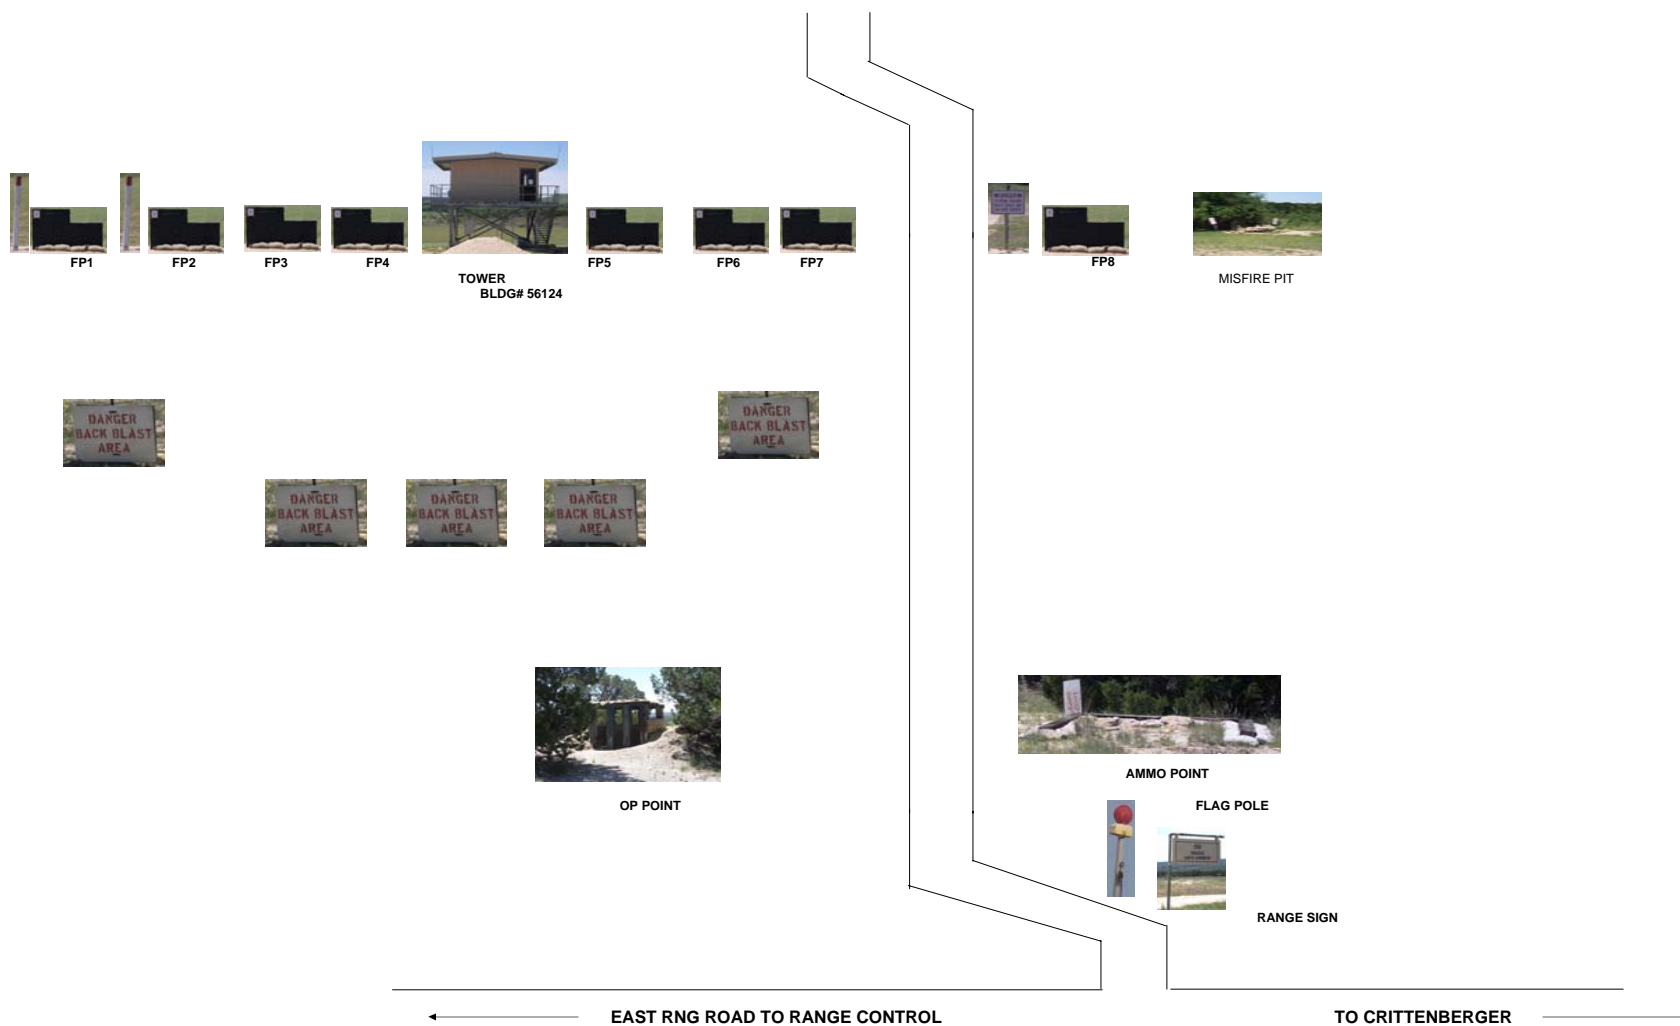 FP1
FP2
FP3
FP4
TOWER
BLDG# 56124
FP5
FP6
FP7
FP8
MISFIRE PIT
DANGER
BACK BLAST
AREA
DANGER
BACK BLAST
AREA
DANGER
BACK BLAST
AREA
DANGER
BACK BLAST
AREA
DANGER
BACK BLAST
AREA
OP POINT
AMMO POINT
FLAG POLE
RANGE SIGN
EAST RNG ROAD TO RANGE CONTROL
TO CRITTENBERGER